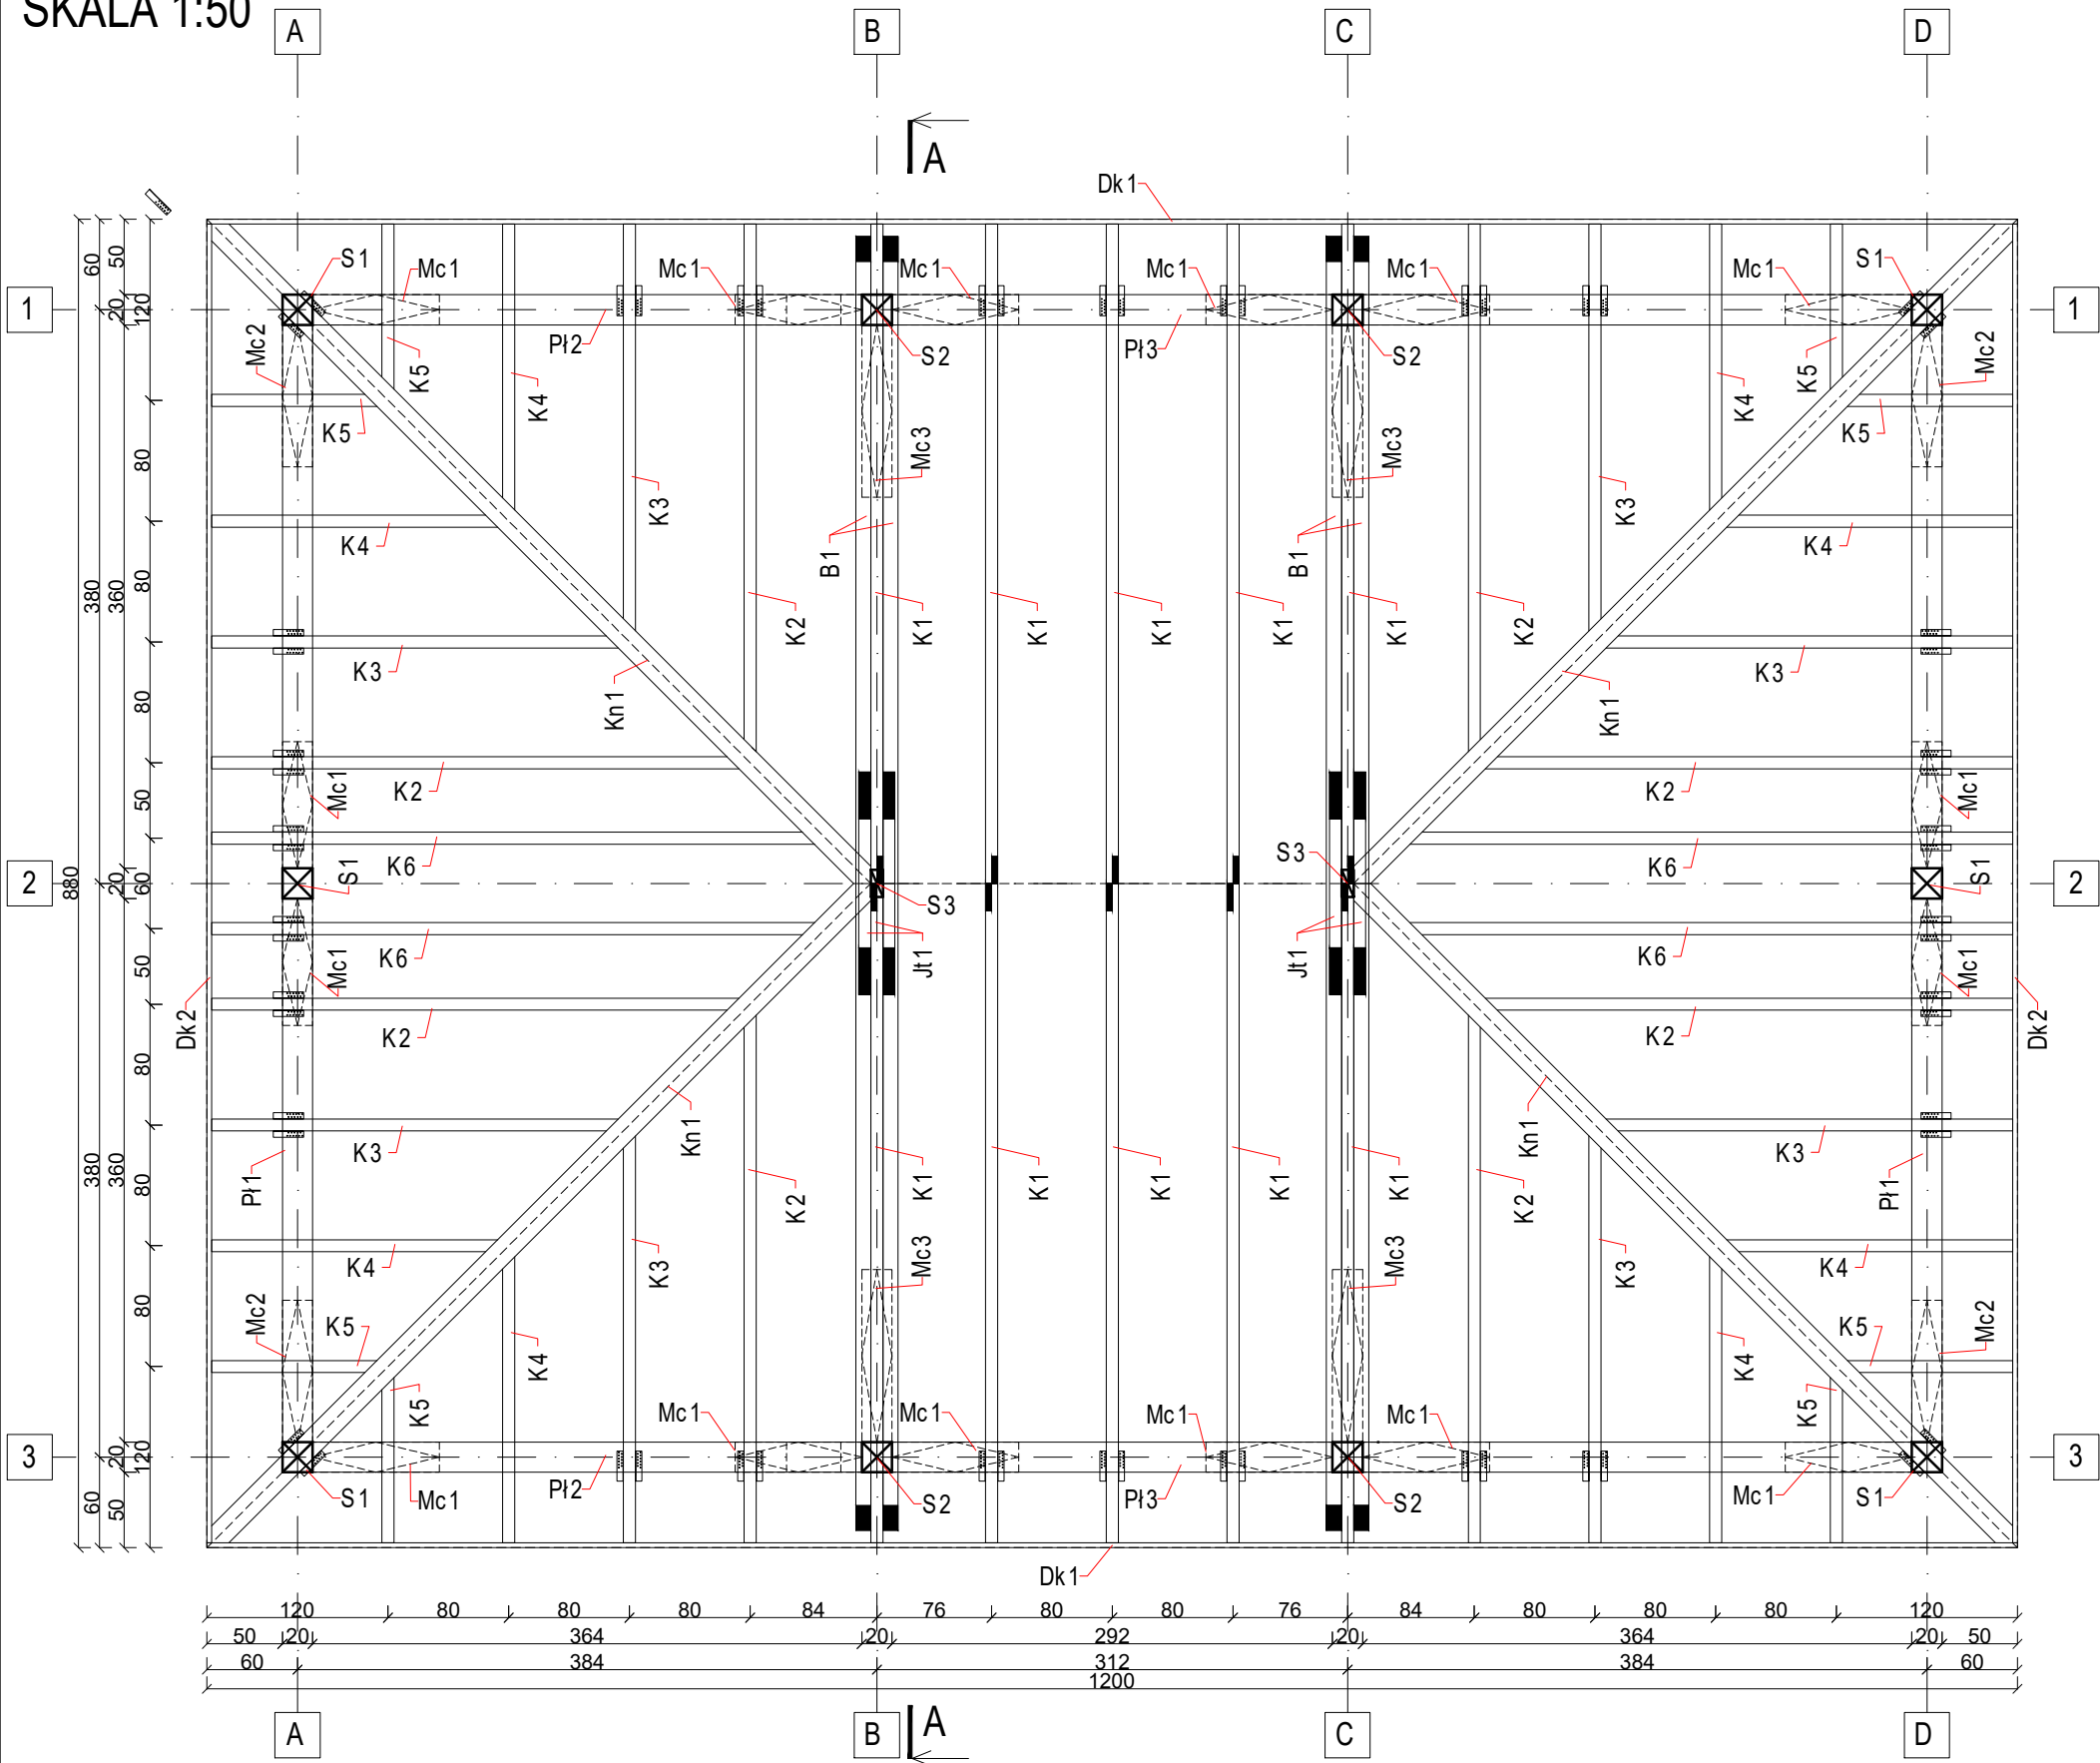 SKALA 1:50
A B C D
A
Dk1
S1 Mc1 Mc1 Mc1 Mc1 Mc1 Mc1 S1
1 1
Mc2 Pł2 S2 Pł3 S2 Mc2
K5 K4 K4 K5
K5 K5
Mc3 Mc3
K3 K3
K4 K4
B1 B1
K2 K1 K1 K1 K1 K1 K2
K3 K3
Kn1 Kn1
K2 Mc1 K2 Mc1
K6 S3 K6
2 S1 S1 2
S3
K6 Mc1 Jt1 Jt1 K6 Mc1
Dk2 K2 K2 Dk2
Kn1 Kn1
K3 K3
Pł1 K2 K1 K1 K1 K1 K1 K2 Pł1
Mc3 Mc3
K4 K3 K3 K4
Mc2 K5 K5 Mc2
K4 K4
K5 K5
Mc1 Mc1 Mc1 Mc1
3 3
S1 Mc1 Pł2 S2 Pł3 S2 Mc1 S1
Dk1
60 380 380 60
880
50 20 360 20 360 20 50
120 80 80 80 50 60 50 80 80 80 120
120 80 80 80 84 76 80 80 76 84 80 80 80 120
50 20 364 20 292 20 364 20 50
60 384 312 384 60
1200
A
A B C D